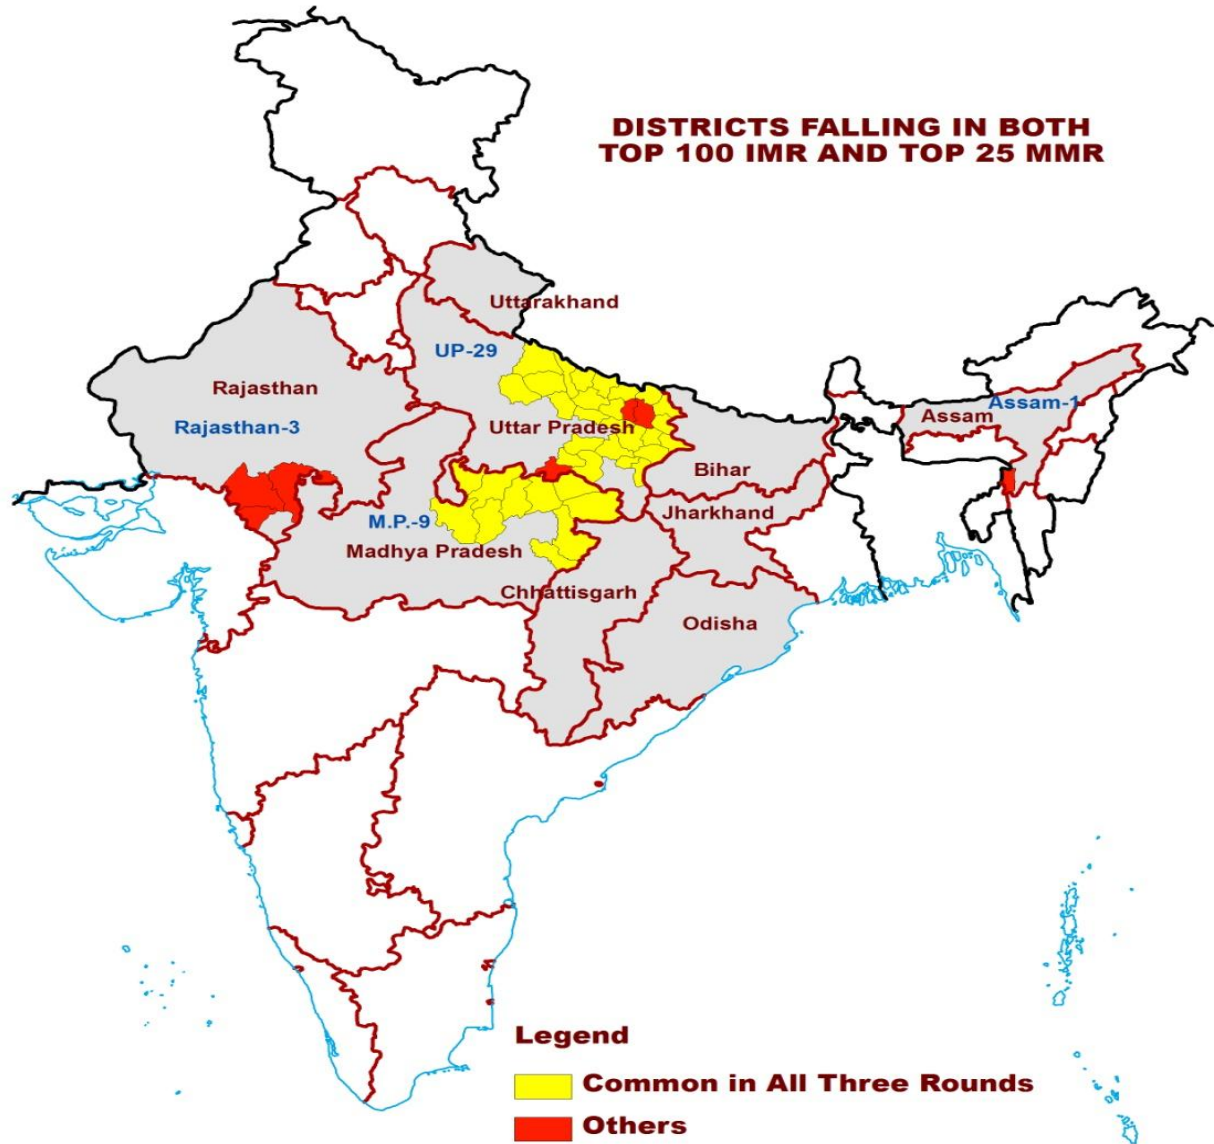 DISTRICTS FALLING IN BOTH
TOP 100 IMR AND TOP 25 MMR
Uttarakhand
UP-29
Rajasthan
Rajasthan-3
Uttar Pradesh
Assam-1
Assam
Bihar
Jharkhand
M.P.-9
Madhya Pradesh
Chhattisgarh
Odisha
Legend
Common in All Three Rounds
Others